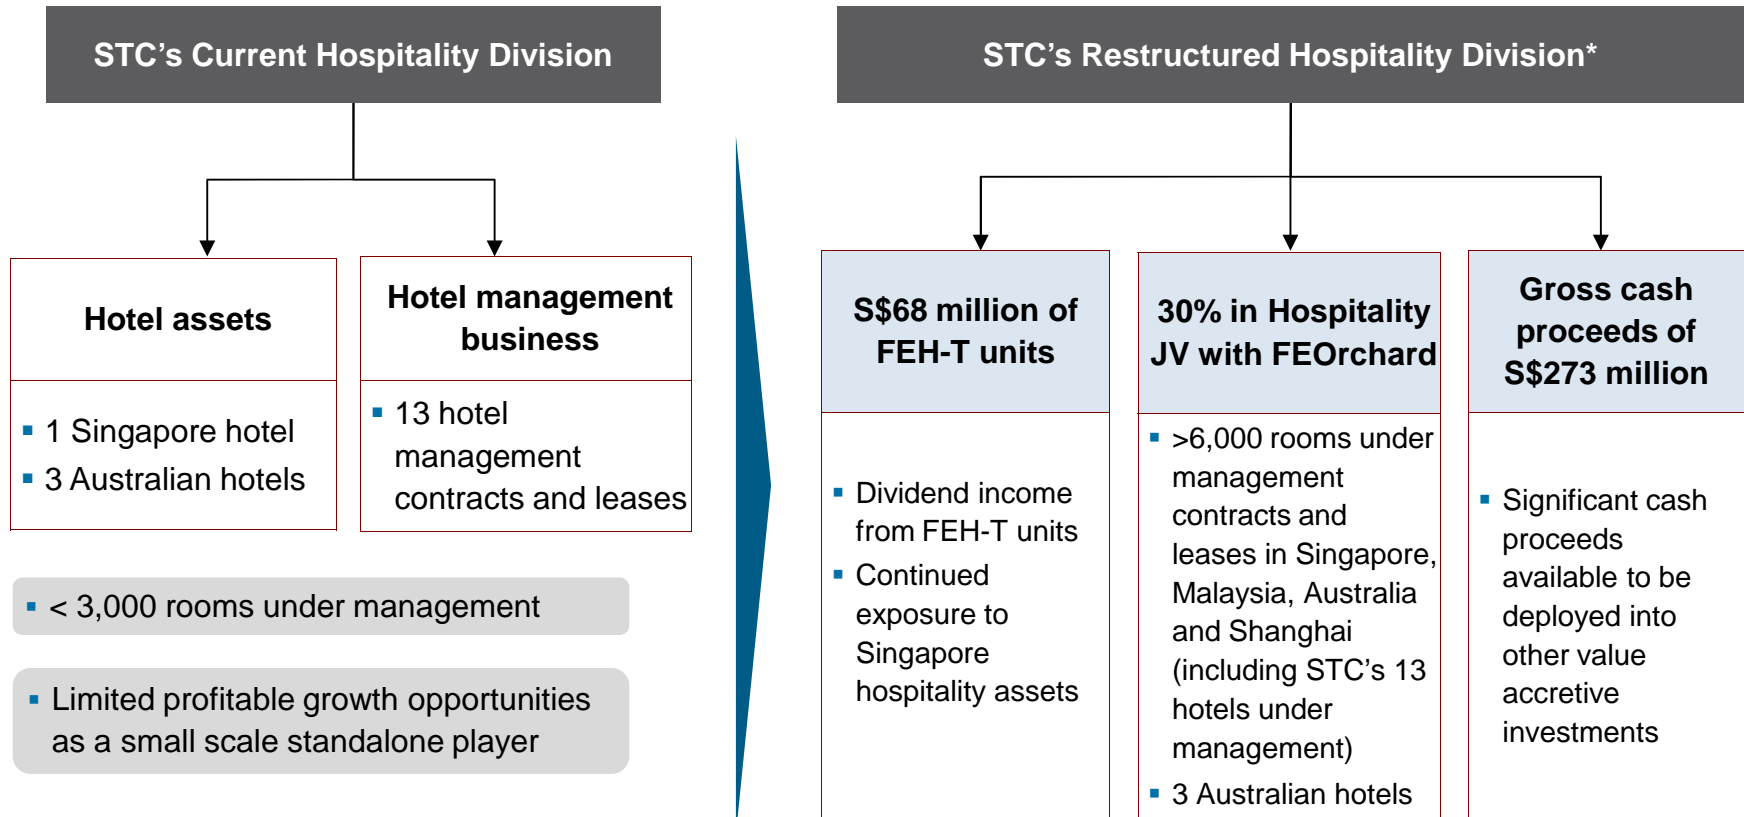 STC’s Current Hospitality Division
Hotel assets
▪ 1 Singapore hotel
▪ 3 Australian hotels
Hotel management
business
▪ 13 hotel
management
contracts and leases
▪ < 3,000 rooms under management
▪ Limited profitable growth opportunities
as a small scale standalone player
STC’s Restructured Hospitality Division*
S$68 million of
FEH-T units
▪ Dividend income
from FEH-T units
▪ Continued
exposure to
Singapore
hospitality assets
30% in Hospitality
JV with FEOrchard
▪ >6,000 rooms under
management
contracts and
leases in Singapore,
Malaysia, Australia
and Shanghai
(including STC’s 13
hotels under
management)
▪ 3 Australian hotels
Gross cash
proceeds of
S$273 million
▪ Significant cash
proceeds
available to be
deployed into
other value
accretive
investments